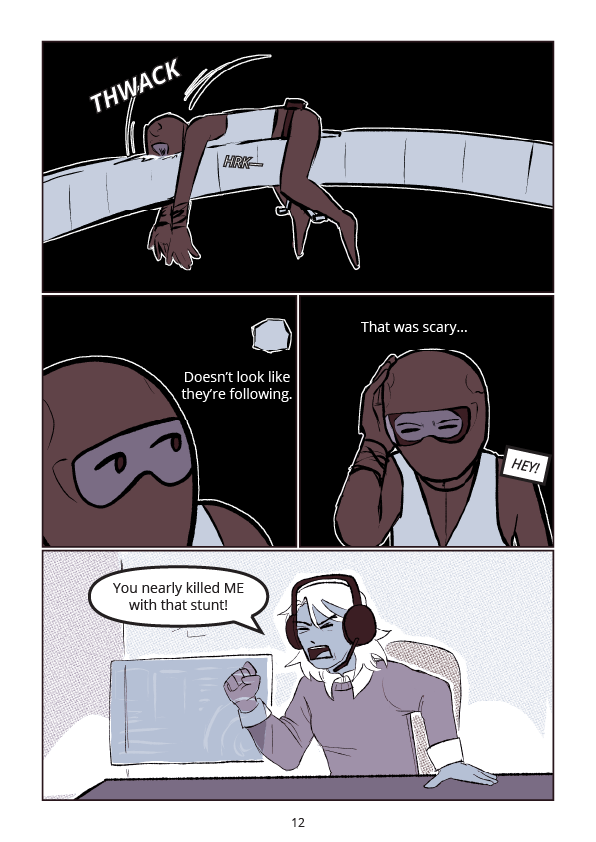 THWACK
HRK—
Doesn't look like
they're following.
That was scary...
HEY!
You nearly killed ME
with that stunt!
12